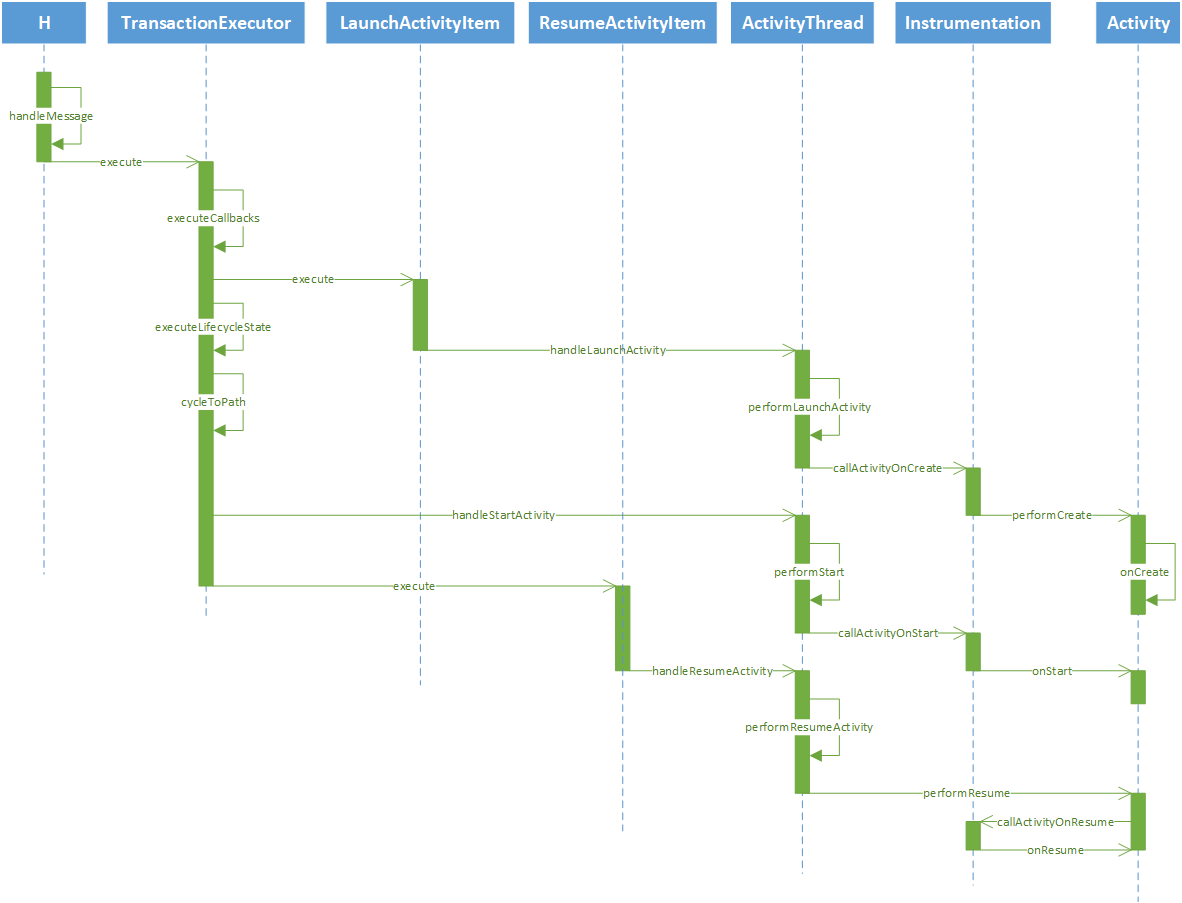 H
TransactionExecutor
LaunchActivityItem
ResumeActivityItem
ActivityThread
Instrumentation
Activity
handleMessage
execute
executeCallbacks
execute
executeLifecycleState
handleLaunchActivity
cycleToPath
performLaunchActivity
callActivityOnCreate
handleStartActivity
performCreate
performStart
onCreate
execute
callActivityOnStart
handleResumeActivity
onStart
performResumeActivity
performResume
callActivityOnResume
onResume